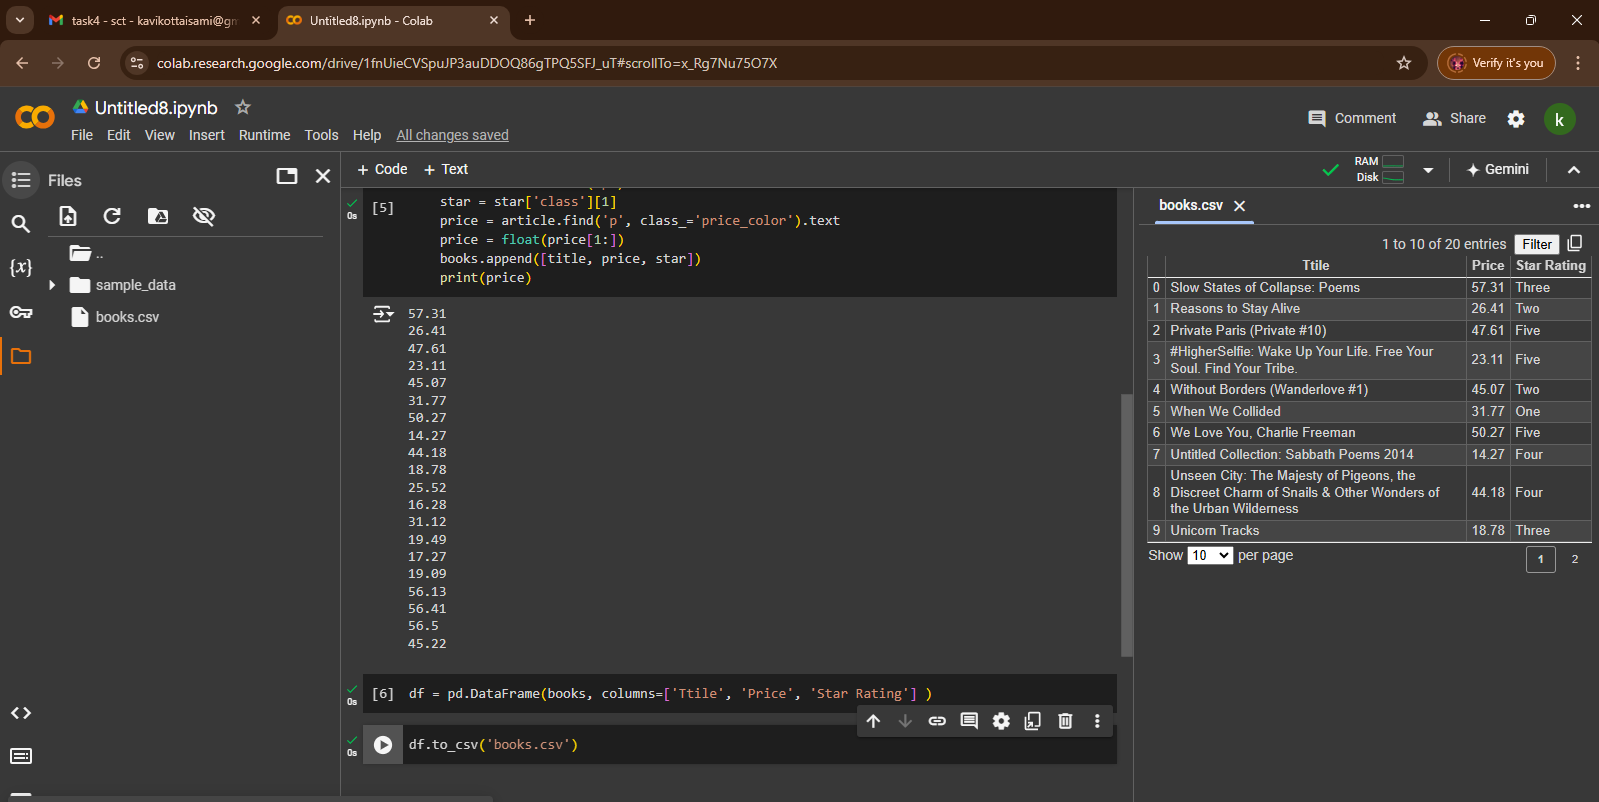 task4 - sct - kavikottaisami@gm
Untitled8.ipynb - Colab
colab.research.google.com/drive/1fnUieCVSpuJP3auDDOQ86gTPQ5SFJ_uT#scrollTo=x_Rg7Nu75O7X
Verify it's you
Untitled8.ipynb
File Edit View Insert Runtime Tools Help All changes saved
Comment
Share
k
Files
..
sample_data
books.csv
{x}
+ Code + Text
RAM
Disk
Gemini
0s
[5]
star = star['class'][1]
price = article.find('p', class_='price_color').text
price = float(price[1:])
books.append([title, price, star])
print(price)
57.31
26.41
47.61
23.11
45.07
31.77
50.27
14.27
44.18
18.78
25.52
16.28
31.12
19.49
17.27
19.09
56.13
56.41
56.5
45.22
0s
[6] df = pd.DataFrame(books, columns=['Ttile', 'Price', 'Star Rating'] )
0s
df.to_csv('books.csv')
books.csv
1 to 10 of 20 entries Filter
Ttile Price Star Rating
0 Slow States of Collapse: Poems 57.31 Three
1 Reasons to Stay Alive 26.41 Two
2 Private Paris (Private #10) 47.61 Five
3 #HigherSelfie: Wake Up Your Life. Free Your
Soul. Find Your Tribe. 23.11 Five
4 Without Borders (Wanderlove #1) 45.07 Two
5 When We Collided 31.77 One
6 We Love You, Charlie Freeman 50.27 Five
7 Untitled Collection: Sabbath Poems 2014 14.27 Four
Unseen City: The Majesty of Pigeons, the
8 Discreet Charm of Snails & Other Wonders of 44.18 Four
the Urban Wilderness
9 Unicorn Tracks 18.78 Three
Show 10 per page
1 2